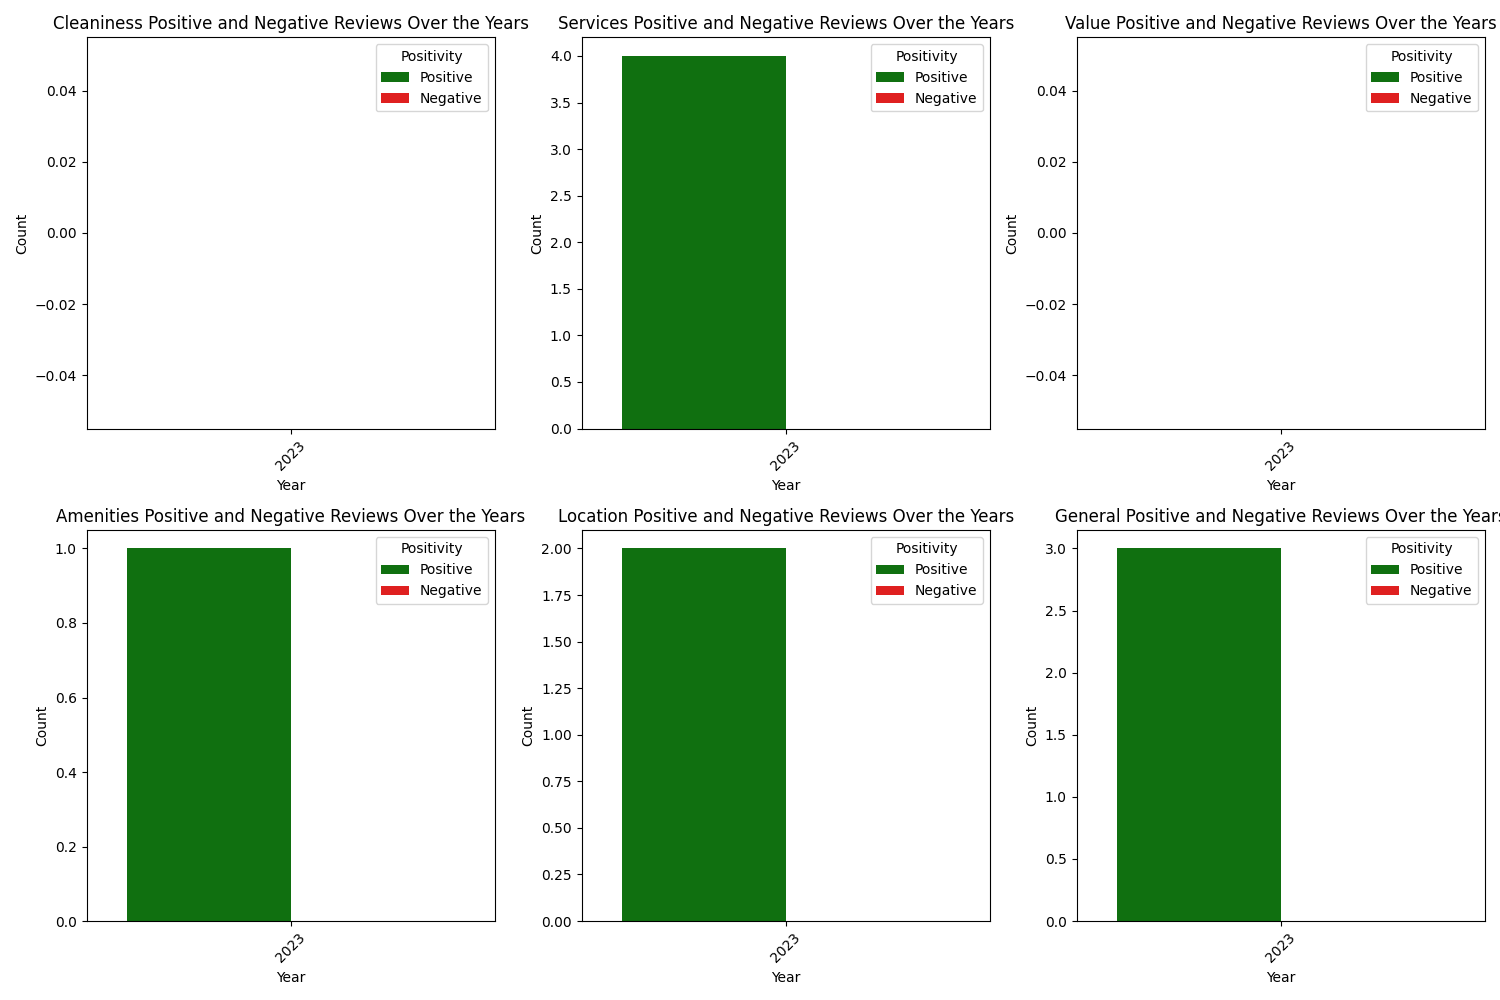 Cleaniness Positive and Negative Reviews Over the Years
Positivity
Positive
Negative
0.04
0.02
0.00
−0.02
−0.04
Count
2023
Year
Services Positive and Negative Reviews Over the Years
Positivity
Positive
Negative
4.0
3.5
3.0
2.5
2.0
1.5
1.0
0.5
0.0
Count
2023
Year
Value Positive and Negative Reviews Over the Years
Positivity
Positive
Negative
0.04
0.02
0.00
−0.02
−0.04
Count
2023
Year
Amenities Positive and Negative Reviews Over the Years
Positivity
Positive
Negative
1.0
0.8
0.6
0.4
0.2
0.0
Count
2023
Year
Location Positive and Negative Reviews Over the Years
Positivity
Positive
Negative
2.00
1.75
1.50
1.25
1.00
0.75
0.50
0.25
0.00
Count
2023
Year
General Positive and Negative Reviews Over the Years
Positivity
Positive
Negative
3.0
2.5
2.0
1.5
1.0
0.5
0.0
Count
2023
Year